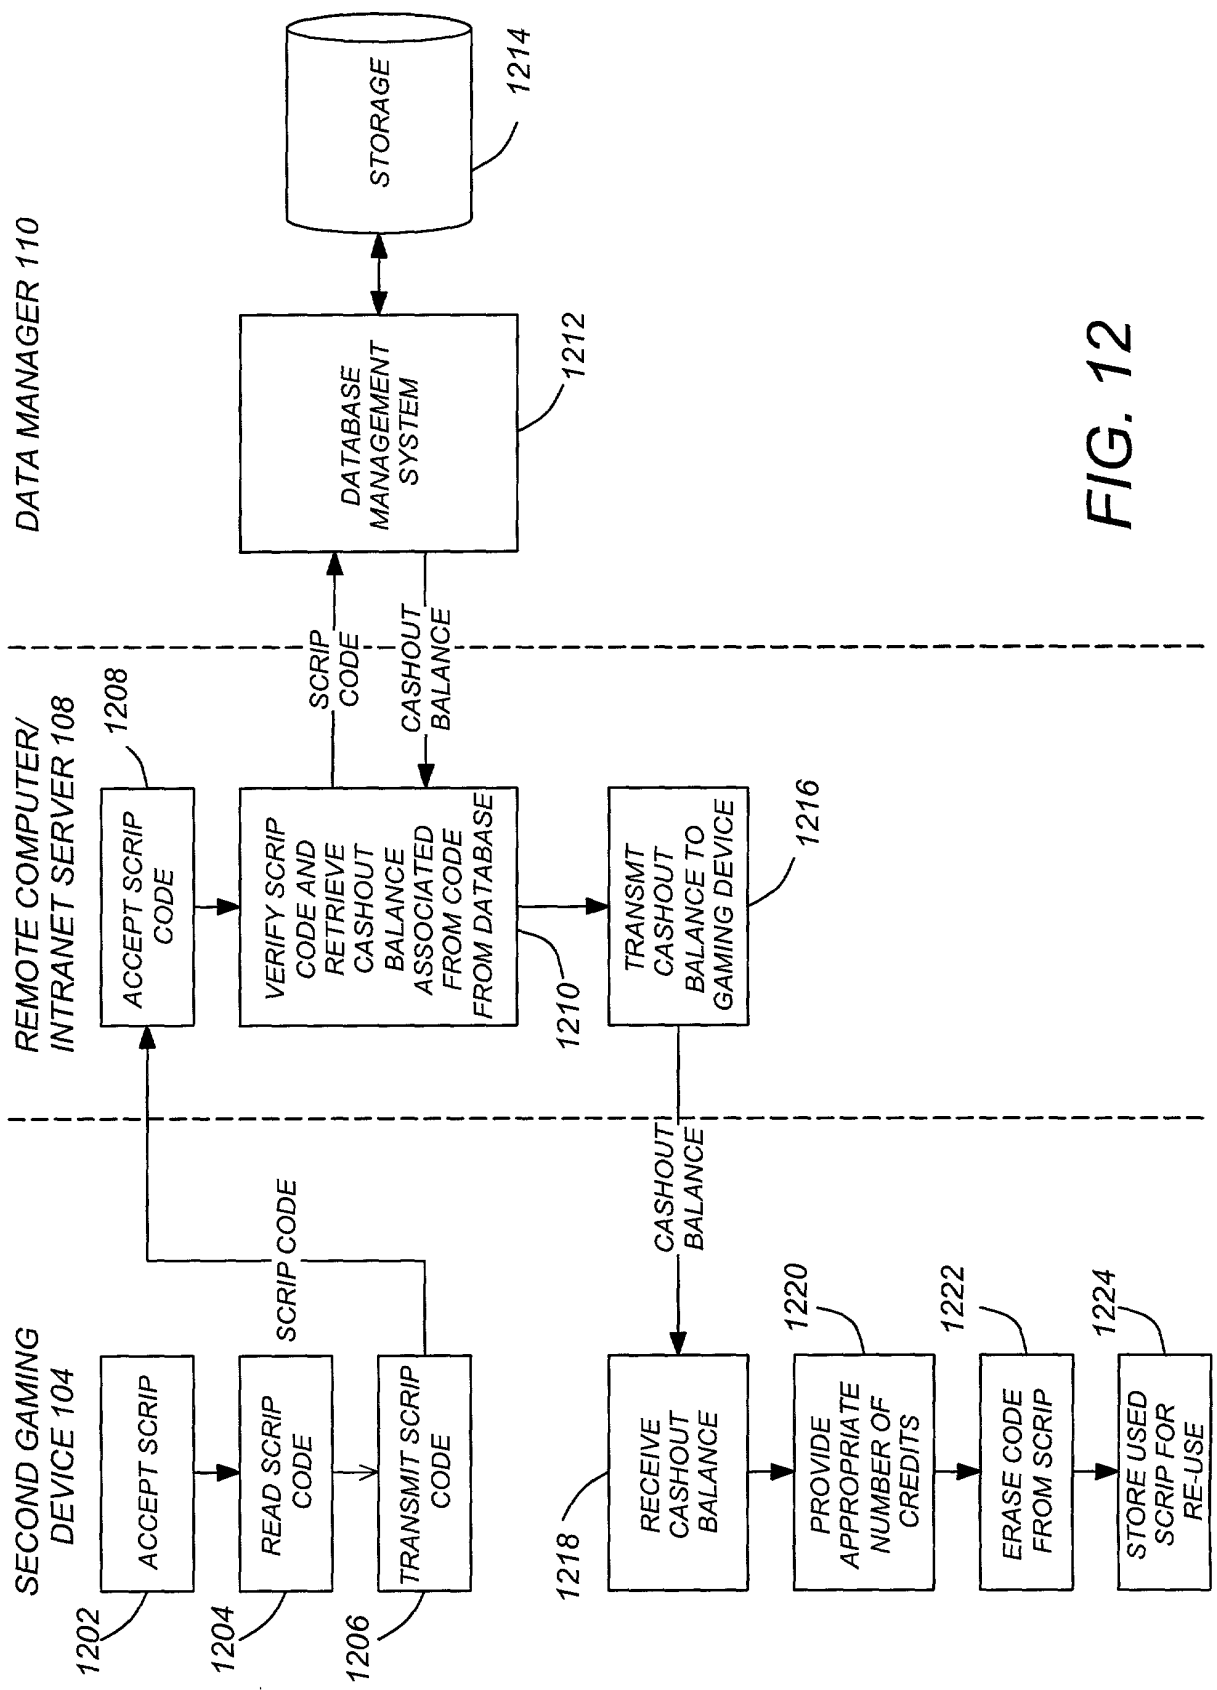 SECOND GAMING
DEVICE 104
1202
ACCEPT SCRIP
1204
READ SCRIP
CODE
1206
TRANSMIT SCRIP
CODE
SCRIP CODE
1218
RECEIVE
CASHOUT
BALANCE
1220
PROVIDE
APPROPRIATE
NUMBER OF
CREDITS
1222
ERASE CODE
FROM SCRIP
1224
STORE USED
SCRIP FOR
RE-USE
CASHOUT
BALANCE
REMOTE COMPUTER/
INTRANET SERVER 108
1208
ACCEPT SCRIP
CODE
VERIFY SCRIP
CODE AND
RETRIEVE
CASHOUT
BALANCE
ASSOCIATED
FROM CODE
FROM DATABASE
1210
TRANSMT
CASHOUT
BALANCE TO
GAMING DEVICE
1216
SCRIP
CODE
CASHOUT
BALANCE
DATA MANAGER 110
DATABASE
MANAGEMENT
SYSTEM
1212
STORAGE
1214
FIG. 12